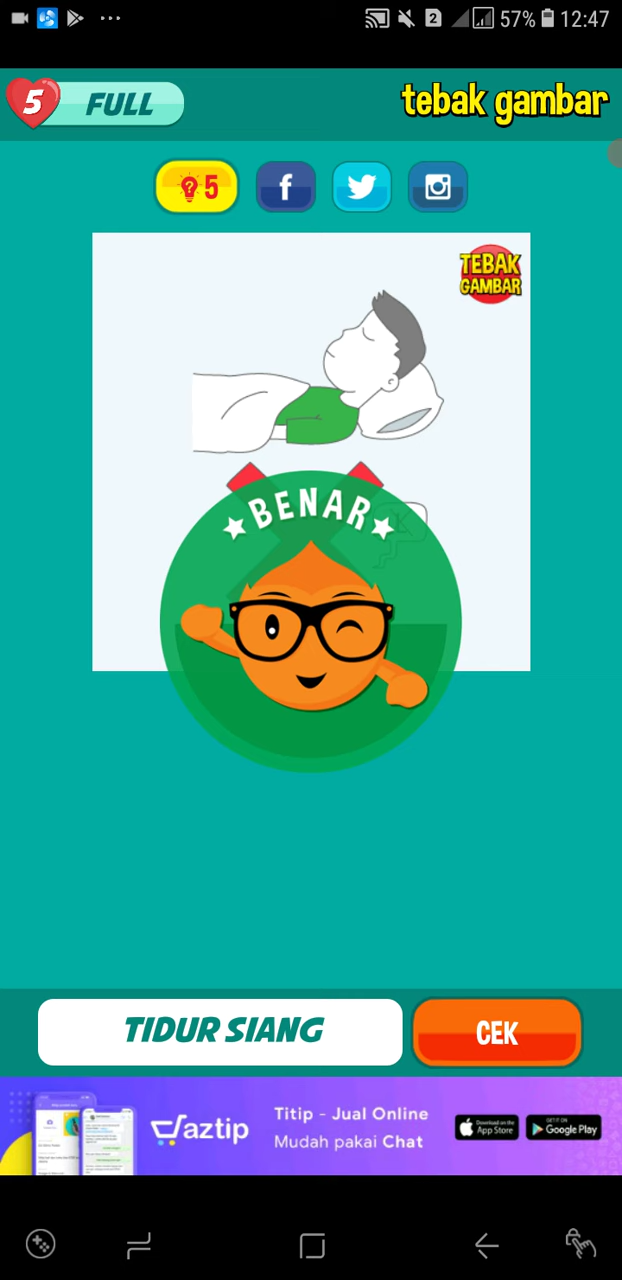 2 57% 12:47
5 FULL
tebak gambar
? 5 f
TEBAK
GAMBAR
BENAR
TIDUR SIANG
CEK
aztip
Titip - Jual Online
Mudah pakai Chat
Download on the
App Store
GET IT ON
Google Play